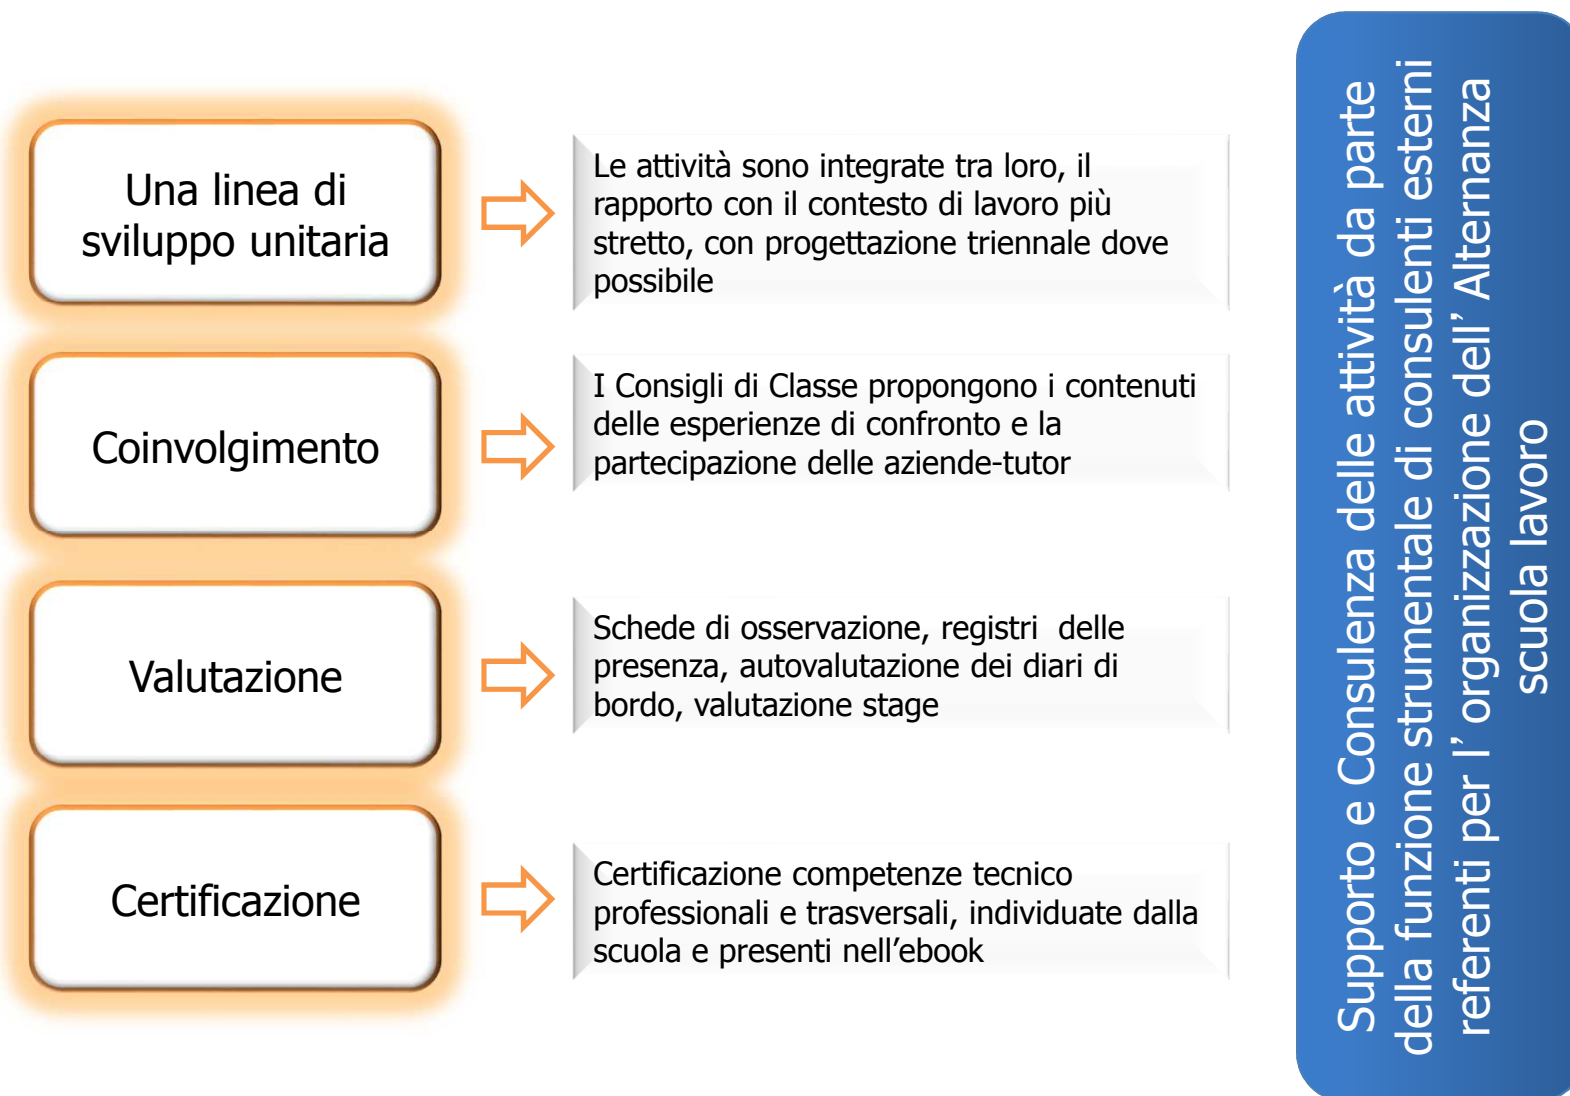 Una linea di
sviluppo unitaria
Le attività sono integrate tra loro, il
rapporto con il contesto di lavoro più
stretto, con progettazione triennale dove
possibile
Coinvolgimento
I Consigli di Classe propongono i contenuti
delle esperienze di confronto e la
partecipazione delle aziende-tutor
Valutazione
Schede di osservazione, registri  delle
presenza, autovalutazione dei diari di
bordo, valutazione stage
Certificazione
Certificazione competenze tecnico
professionali e trasversali, individuate dalla
scuola e presenti nell’ebook
Supporto e Consulenza delle attività da parte
della funzione strumentale di consulenti esterni
referenti per l’ organizzazione dell’ Alternanza
scuola lavoro